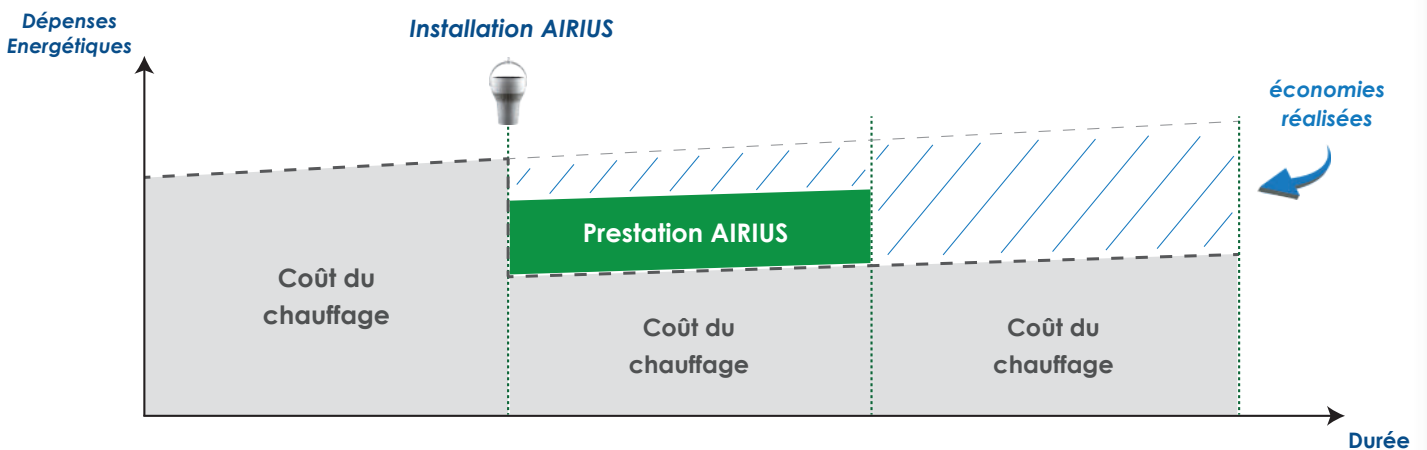 Dépenses
Energétiques
Installation AIRIUS
économies
réalisées
Prestation AIRIUS
Coût du
chauffage
Coût du
chauffage
Coût du
chauffage
Durée